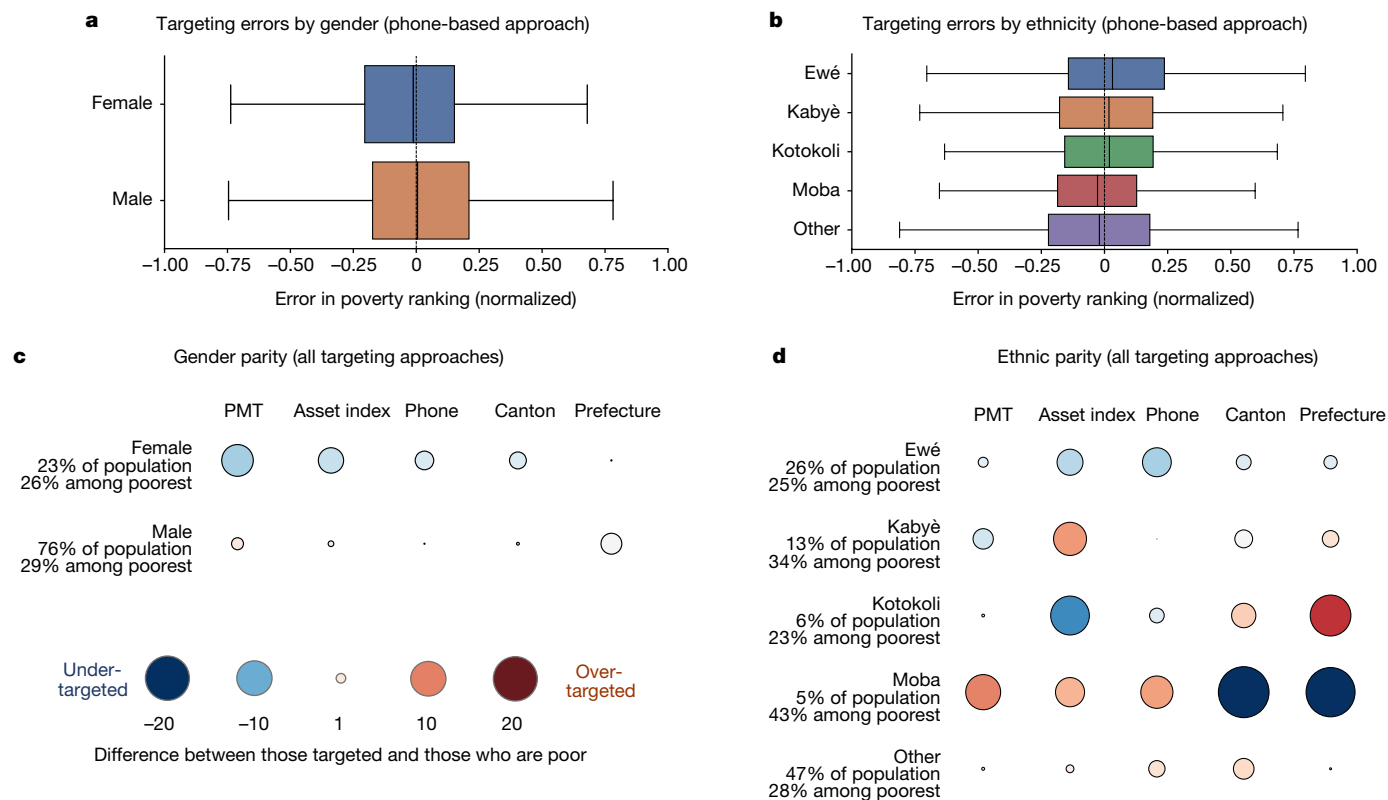 a Targeting errors by gender (phone-based approach)
Female
Male
–1.00 –0.75 –0.50 –0.25 0 0.25 0.50 0.75 1.00
Error in poverty ranking (normalized)
b Targeting errors by ethnicity (phone-based approach)
Ewé
Kabyè
Kotokoli
Moba
Other
–1.00 –0.75 –0.50 –0.25 0 0.25 0.50 0.75 1.00
Error in poverty ranking (normalized)
c Gender parity (all targeting approaches)
PMT Asset index Phone Canton Prefecture
Female
23% of population
26% among poorest
Male
76% of population
29% among poorest
Under-
targeted
Over-
targeted
–20 –10 1 10 20
Difference between those targeted and those who are poor
d Ethnic parity (all targeting approaches)
PMT Asset index Phone Canton Prefecture
Ewé
26% of population
25% among poorest
Kabyè
13% of population
34% among poorest
Kotokoli
6% of population
23% among poorest
Moba
5% of population
43% among poorest
Other
47% of population
28% among poorest